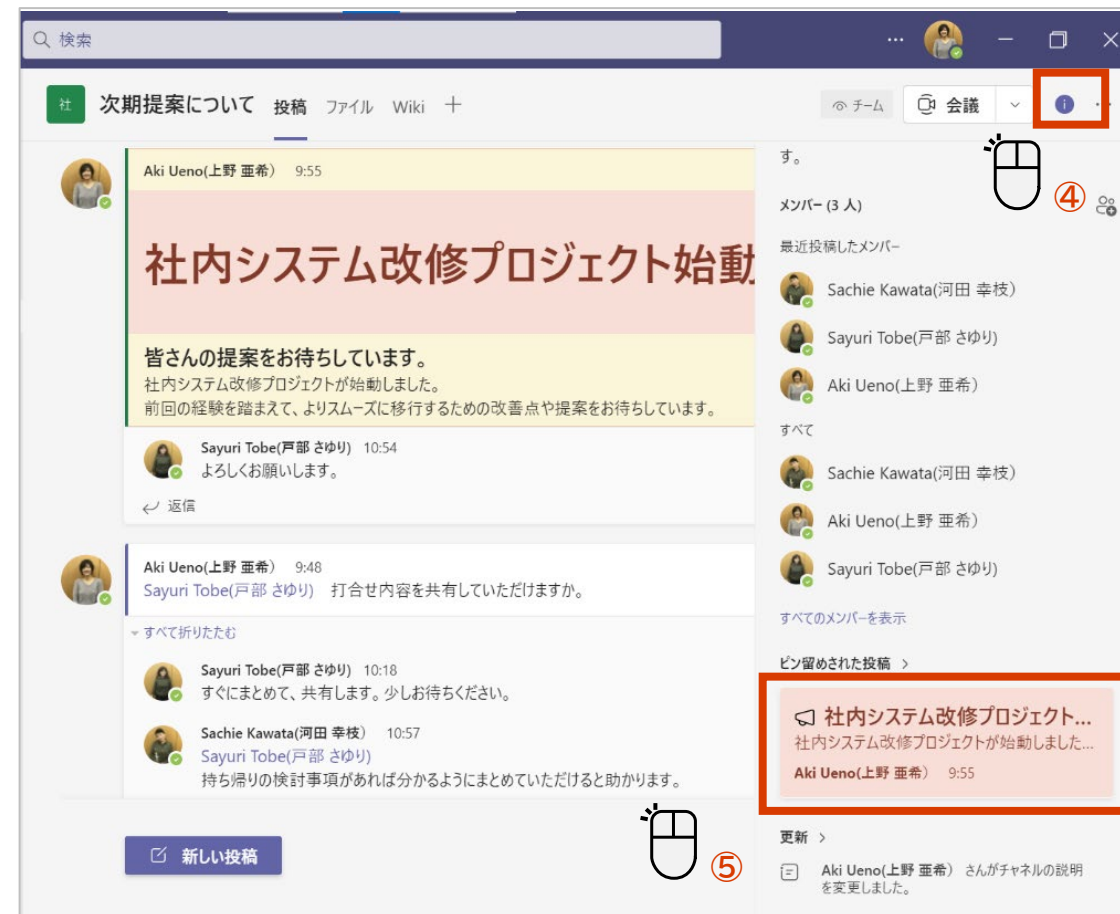 検索
…
社 次期提案について 投稿 ファイル Wiki +
チーム 会議
Aki Ueno(上野 亜希） 9:55
社内システム改修プロジェクト始動
皆さんの提案をお待ちしています。
社内システム改修プロジェクトが始動しました。
前回の経験を踏まえて、よりスムーズに移行するための改善点や提案をお待ちしています。
Sayuri Tobe(戸部 さゆり) 10:54
よろしくお願いします。
返信
Aki Ueno(上野 亜希） 9:48
Sayuri Tobe(戸部 さゆり) 打合せ内容を共有していただけますか。
すべて折りたたむ
Sayuri Tobe(戸部 さゆり) 10:18
すぐにまとめて、共有します。少しお待ちください。
Sachie Kawata(河田 幸枝） 10:57
Sayuri Tobe(戸部 さゆり)
持ち帰りの検討事項があれば分かるようにまとめていただけると助かります。
新しい投稿
⑤
す。
④
メンバー (3 人)
最近投稿したメンバー
Sachie Kawata(河田 幸枝）
Sayuri Tobe(戸部 さゆり)
Aki Ueno(上野 亜希）
すべて
Sachie Kawata(河田 幸枝）
Aki Ueno(上野 亜希）
Sayuri Tobe(戸部 さゆり)
すべてのメンバーを表示
ピン留めされた投稿 >
社内システム改修プロジェクト...
社内システム改修プロジェクトが始動しました...
Aki Ueno(上野 亜希） 9:55
更新 >
Aki Ueno(上野 亜希） さんがチャネルの説明
を変更しました。